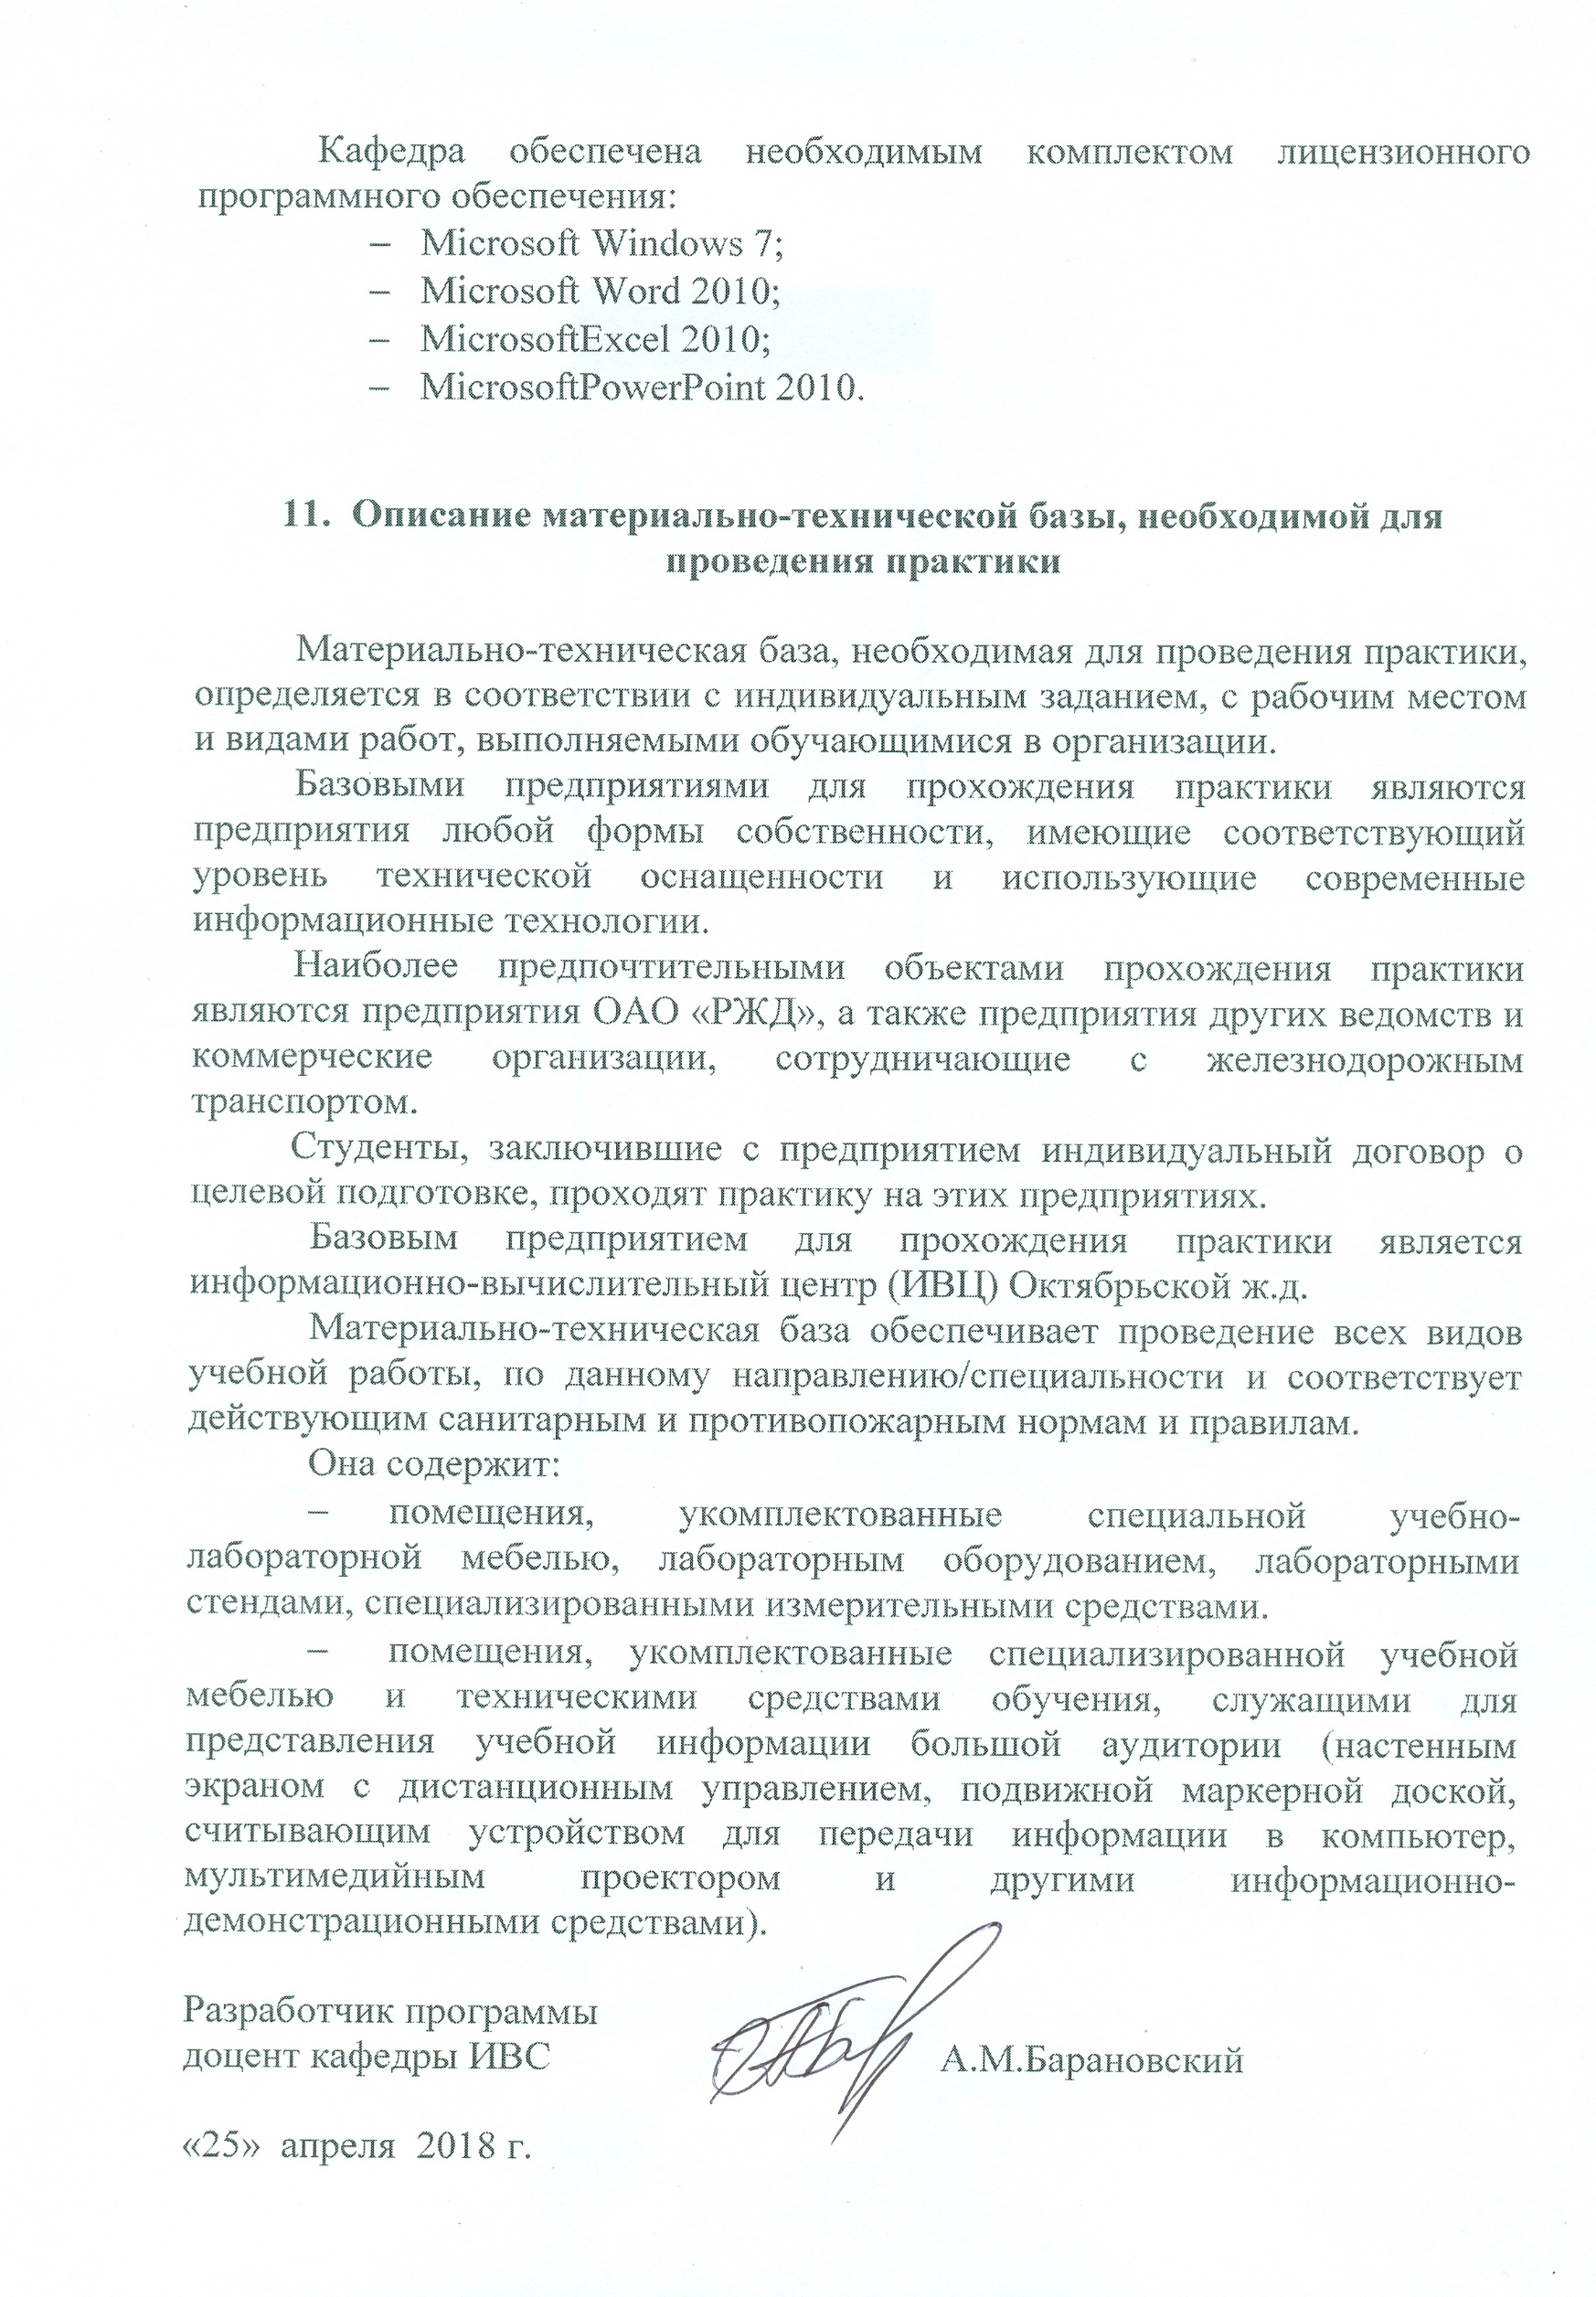 Кафедра обеспечена необходимым комплектом лицензионного
программного обеспечения:
– Microsoft Windows 7;
– Microsoft Word 2010;
– MicrosoftExcel 2010;
– MicrosoftPowerPoint 2010.
11. Описание материально-технической базы, необходимой для
проведения практики
Материально-техническая база, необходимая для проведения практики,
определяется в соответствии с индивидуальным заданием, с рабочим местом
и видами работ, выполняемыми обучающимися в организации.
Базовыми предприятиями для прохождения практики являются
предприятия любой формы собственности, имеющие соответствующий
уровень технической оснащенности и использующие современные
информационные технологии.
Наиболее предпочтительными объектами прохождения практики
являются предприятия ОАО «РЖД», а также предприятия других ведомств и
коммерческие организации, сотрудничающие с железнодорожным
транспортом.
Студенты, заключившие с предприятием индивидуальный договор о
целевой подготовке, проходят практику на этих предприятиях.
Базовым предприятием для прохождения практики является
информационно-вычислительный центр (ИВЦ) Октябрьской ж.д.
Материально-техническая база обеспечивает проведение всех видов
учебной работы, по данному направлению/специальности и соответствует
действующим санитарным и противопожарным нормам и правилам.
Она содержит:
– помещения, укомплектованные специальной учебно-
лабораторной мебелью, лабораторным оборудованием, лабораторными
стендами, специализированными измерительными средствами.
– помещения, укомплектованные специализированной учебной
мебелью и техническими средствами обучения, служащими для
представления учебной информации большой аудитории (настенным
экраном с дистанционным управлением, подвижной маркерной доской,
считывающим устройством для передачи информации в компьютер,
мультимедийным проектором и другими информационно-
демонстрационными средствами).
Разработчик программы
доцент кафедры ИВС А.М.Барановский
«25» апреля 2018 г.